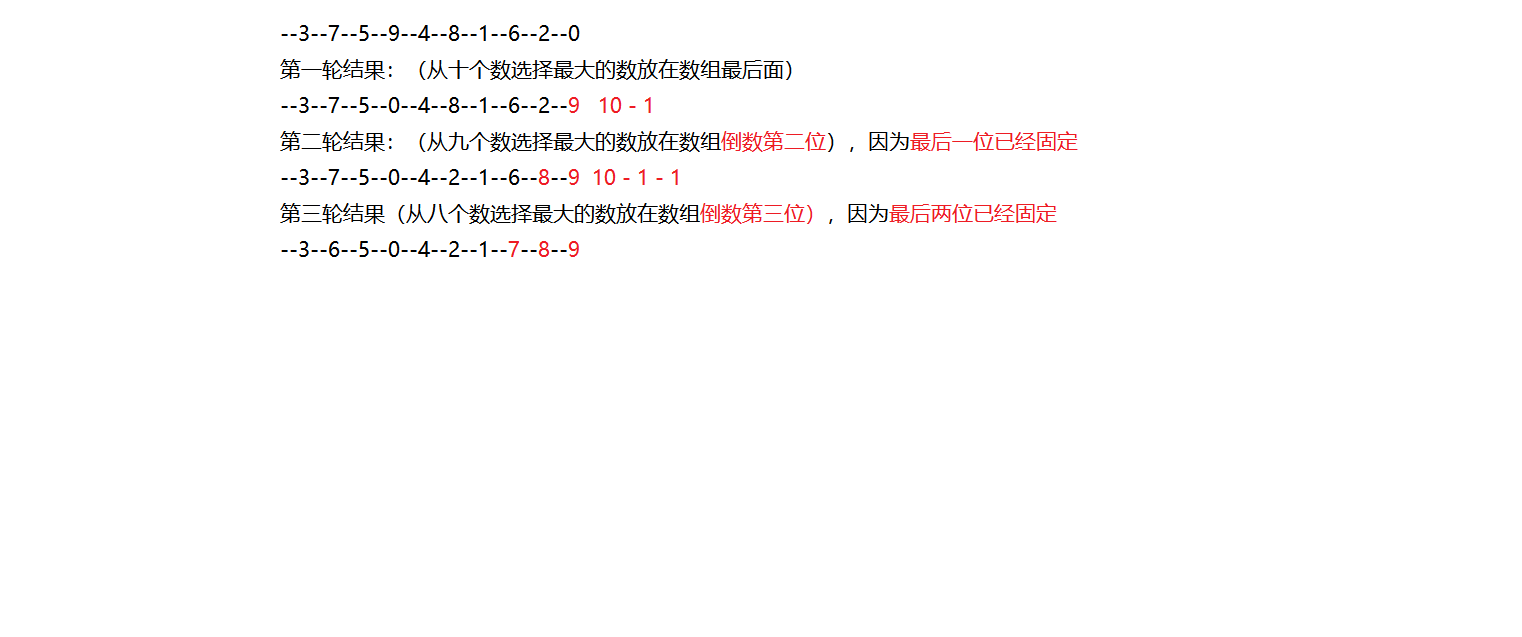 --3--7--5--9--4--8--1--6--2--0
第一轮结果：（从十个数选择最大的数放在数组最后面）
--3--7--5--0--4--8--1--6--2--9   10 - 1
第二轮结果：（从九个数选择最大的数放在数组倒数第二位），因为最后一位已经固定
--3--7--5--0--4--2--1--6--8--9  10 - 1 - 1
第三轮结果（从八个数选择最大的数放在数组倒数第三位），因为最后两位已经固定
--3--6--5--0--4--2--1--7--8--9